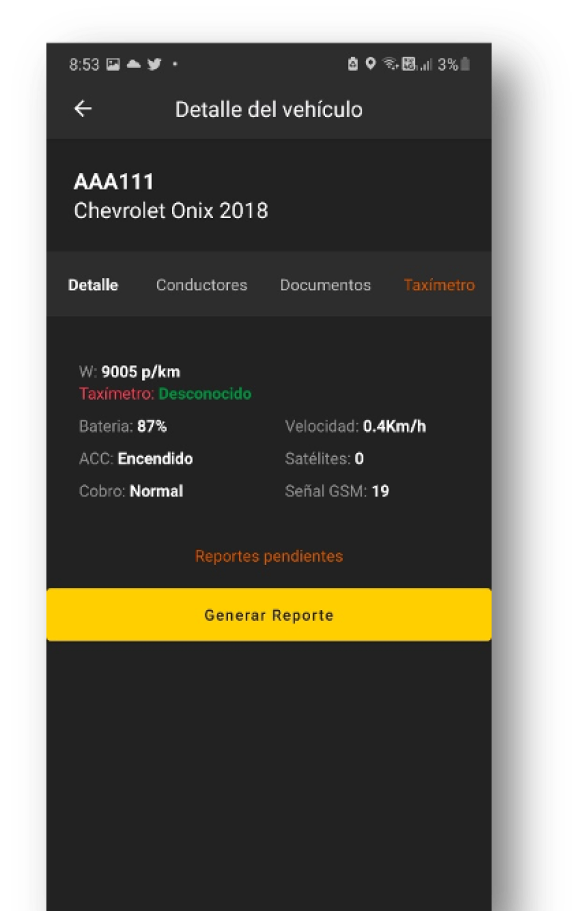 8:53 3%
Detalle del vehículo
AAA111
Chevrolet Onix 2018
Detalle Conductores Documentos Taxímetro
W: 9005 p/km
Taxímetro: Desconocido
Bateria: 87% Velocidad: 0.4Km/h
ACC: Encendido Satélites: 0
Cobro: Normal Señal GSM: 19
Reportes pendientes
Generar Reporte